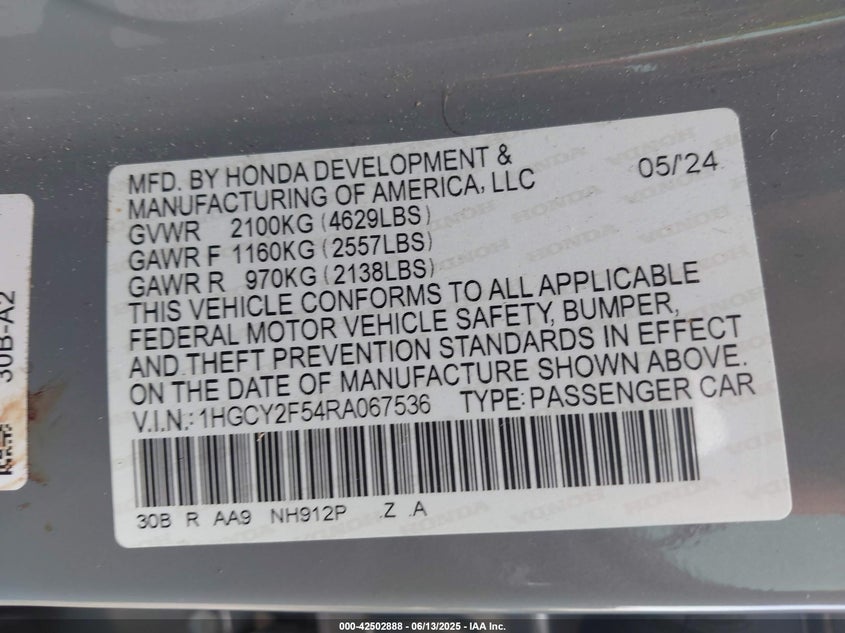 MFD. BY HONDA DEVELOPMENT &
MANUFACTURING OF AMERICA, LLC
05/'24
GVWR 2100KG (4629LBS)
GAWR F 1160KG (2557LBS)
GAWR R 970KG (2138LBS)
THIS VEHICLE CONFORMS TO ALL APPLICABLE
FEDERAL MOTOR VEHICLE SAFETY, BUMPER,
AND THEFT PREVENTION STANDARDS IN EFFECT
ON THE DATE OF MANUFACTURE SHOWN ABOVE.
V.I.N.: 1HGCY2F54RA067536 TYPE: PASSENGER CAR
30B R AA9 NH912P .Z .A
30B-A2
000-42502888 - 06/13/2025 - IAA Inc.